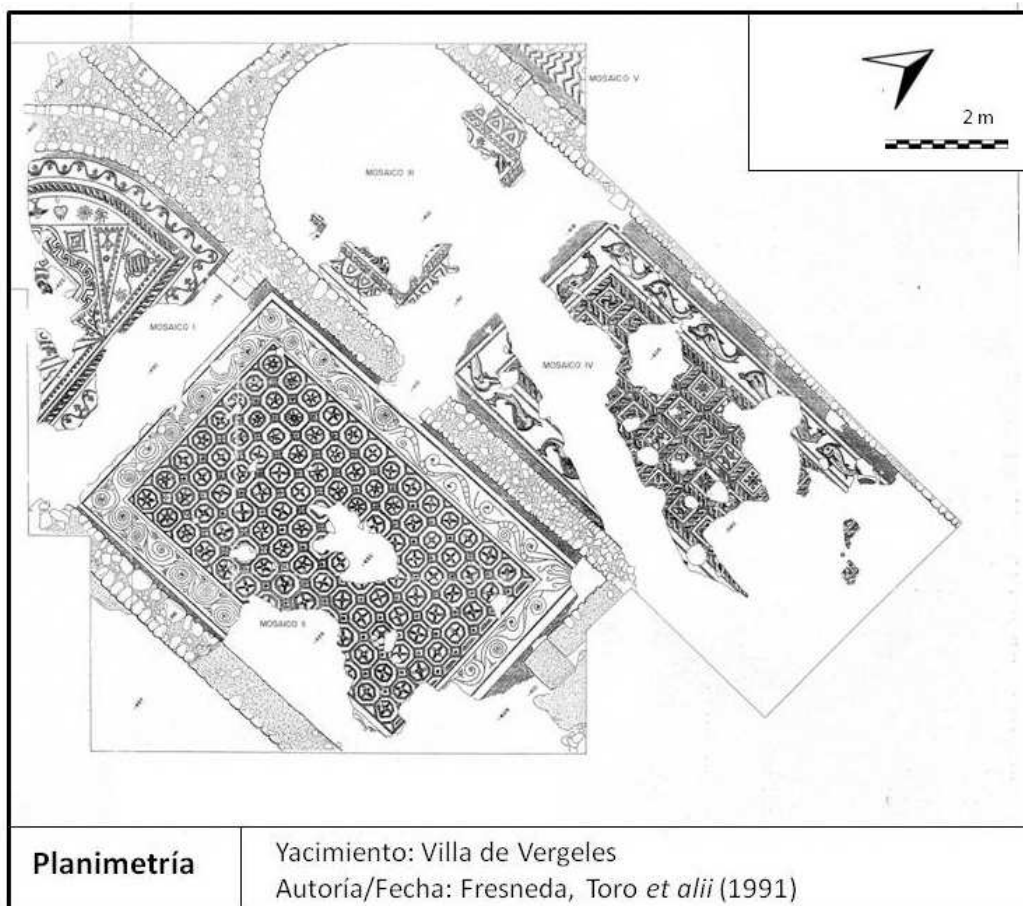 MOSAICO V
2 m
MOSAICO III
MOSAICO I
MOSAICO IV
MOSAICO II
Planimetría
Yacimiento: Villa de Vergeles
Autoría/Fecha: Fresneda, Toro et alii (1991)